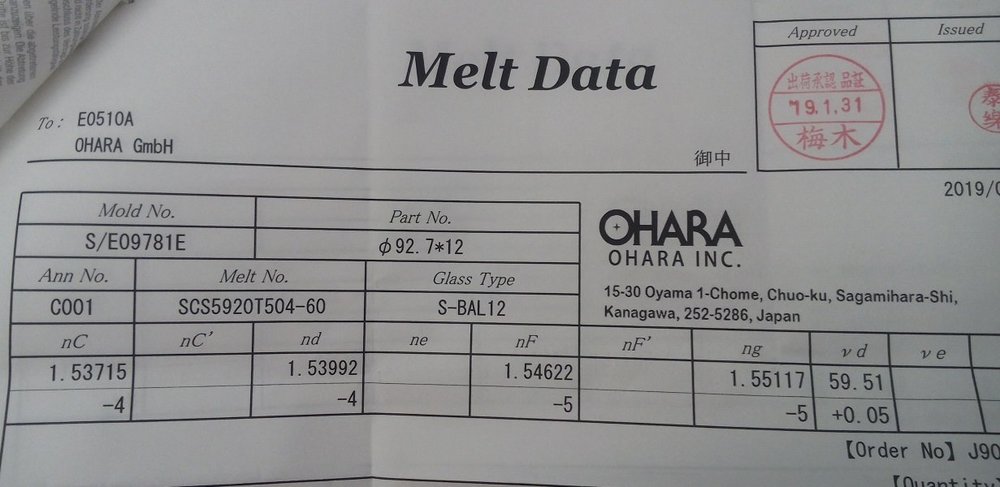 Melt Data
Approved Issued
出荷承認 品証
'19.1.31
梅木
To: E0510A
OHARA GmbH
御中
2019/0
Mold No. Part No.
S/E09781E φ92.7*12
OHARA
OHARA INC.
Ann No. Melt No. Glass Type
C001 SCS5920T504-60 S-BAL12
15-30 Oyama 1-Chome, Chuo-ku, Sagamihara-Shi,
Kanagawa, 252-5286, Japan
nC nC' nd ne nF nF' ng νd νe
1.53715 1.53992 1.54622 1.55117 59.51
-4 -4 -5 -5 +0.05
【Order No】 J90
【Quantity